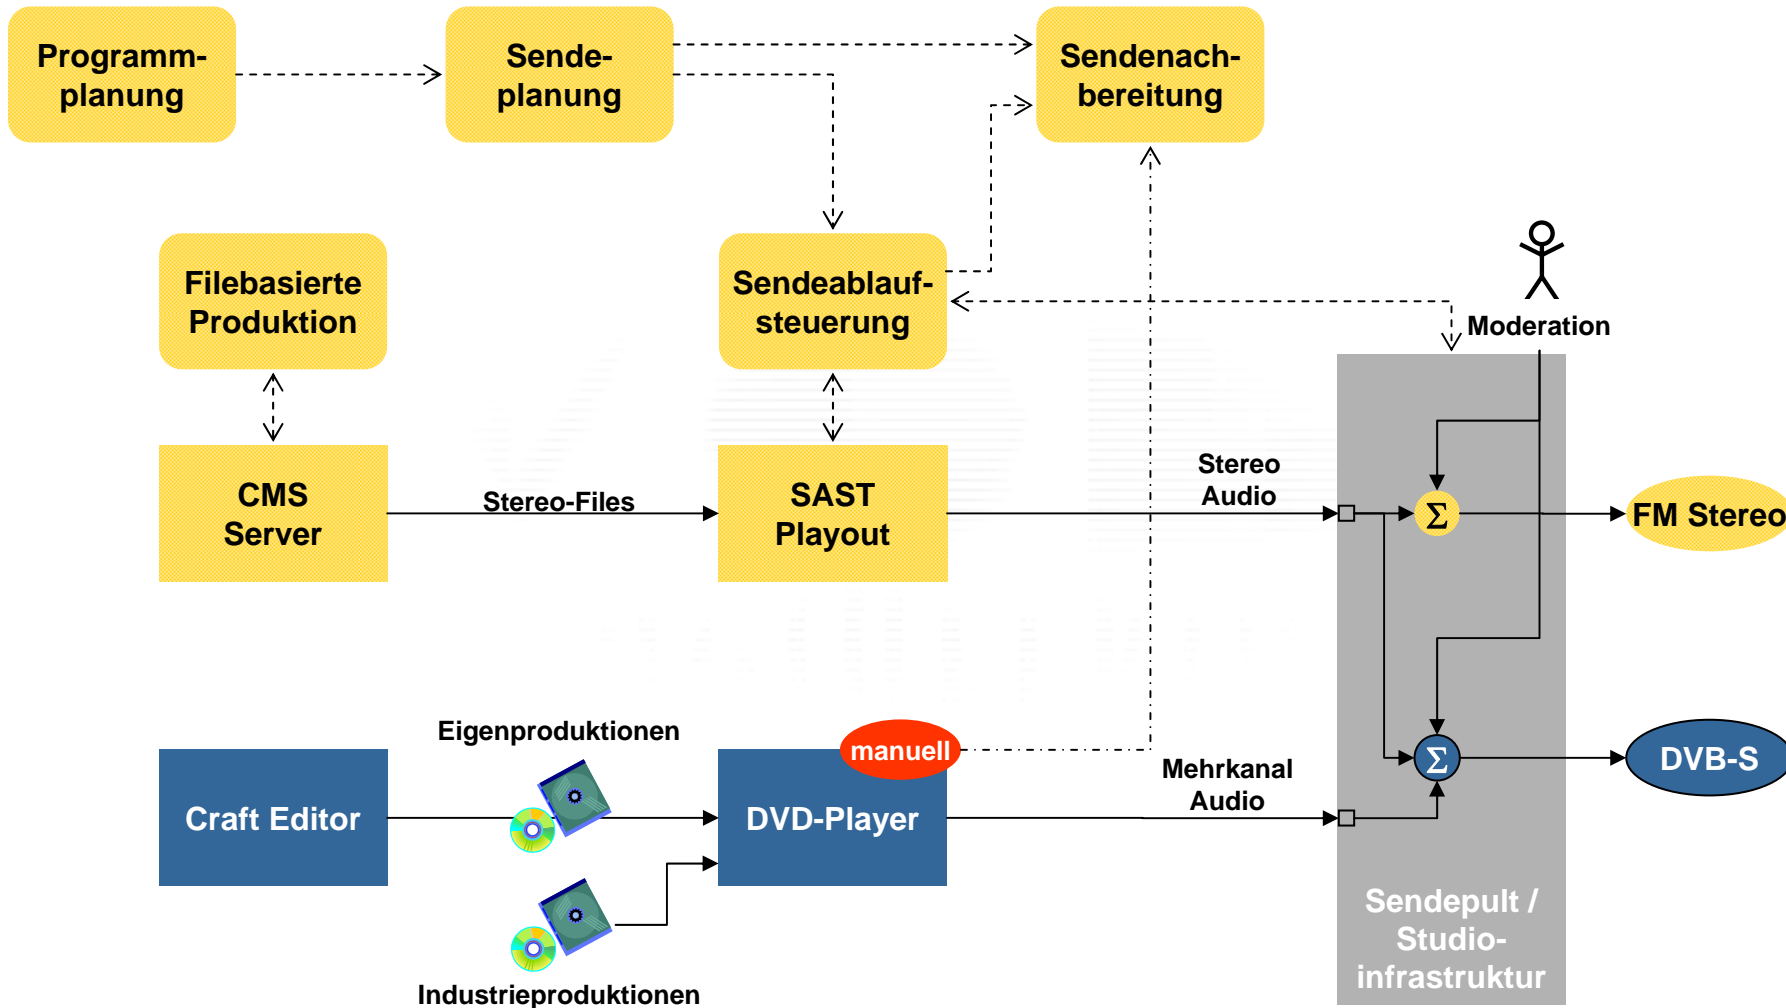 Programm-
planung
Sende-
planung
Sendenach-
bereitung
Filebasierte
Produktion
Sendeablauf-
steuerung
Moderation
CMS
Server
Stereo-Files
SAST
Playout
Stereo
Audio
Σ
FM Stereo
Eigenproduktionen
manuell
Craft Editor
DVD-Player
Mehrkanal
Audio
Σ
DVB-S
Industrieproduktionen
Sendepult /
Studio-
infrastruktur